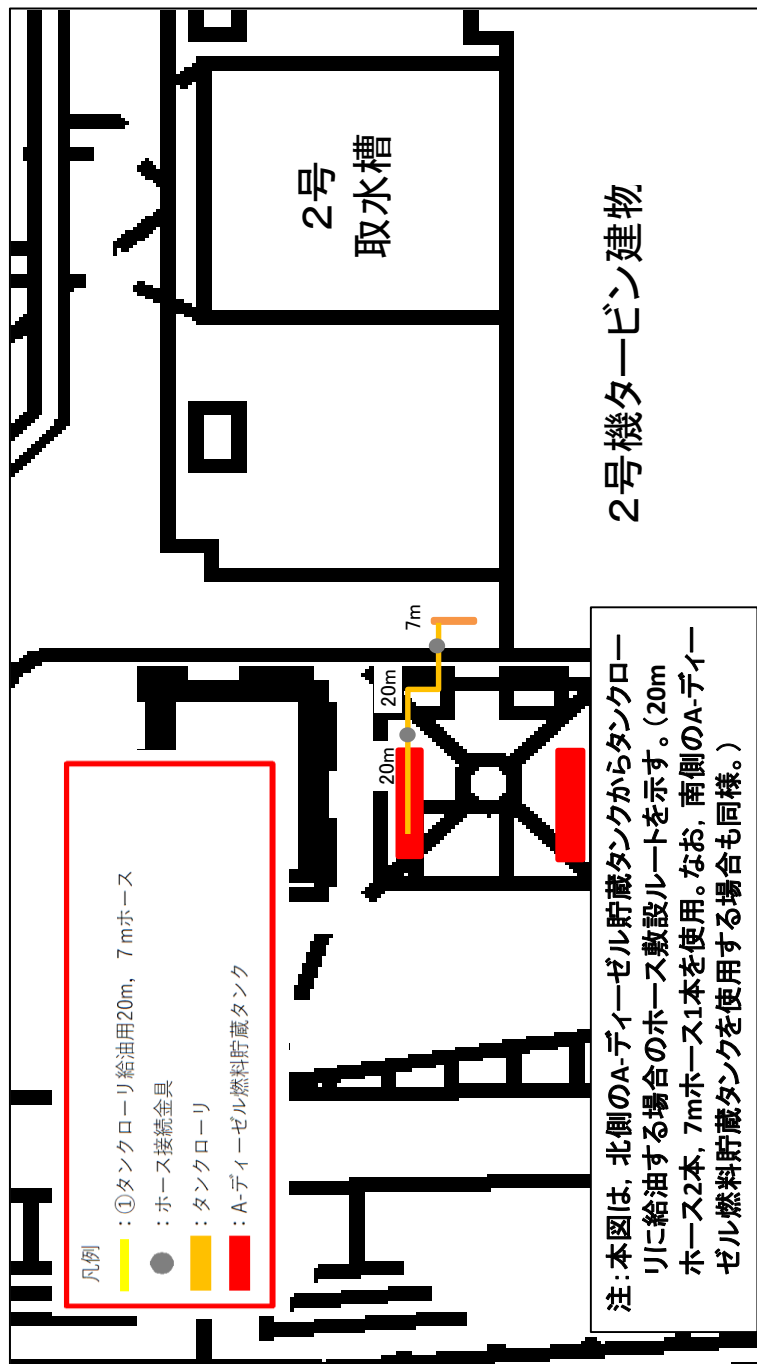 凡例
：①タンクローリ給油用20m，７ｍホース
：ホース接続金具
：タンクローリ
：A-ディーゼル燃料貯蔵タンク
20m
20m
7m
２号
取水槽
２号機タービン建物
注：本図は，北側のA-ディーゼル貯蔵タンクからタンクロー
リに給油する場合のホース敷設ルートを示す。（20m
ホース2本，7mホース1本を使用。なお，南側のA-ディー
ゼル燃料貯蔵タンクを使用する場合も同様。）